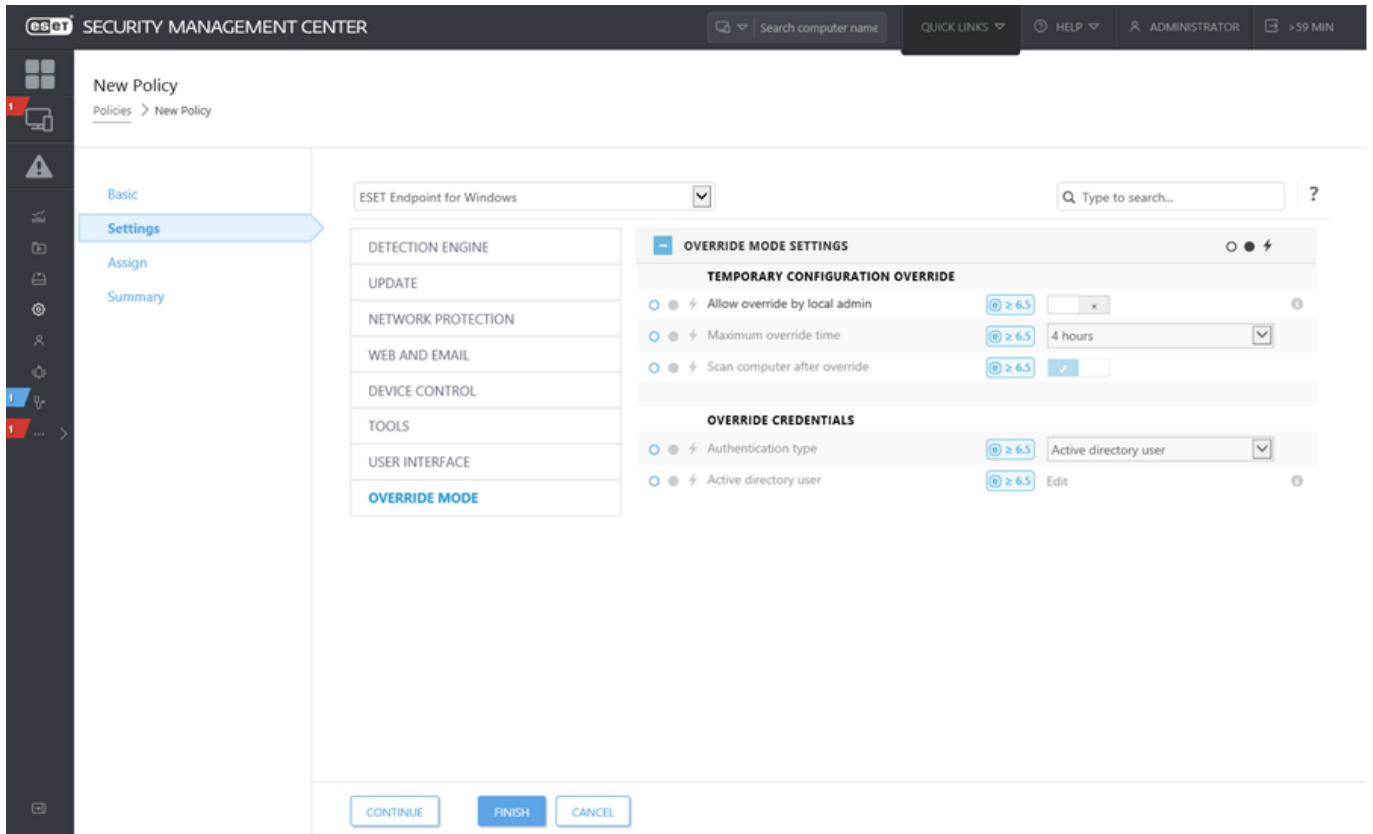 eset SECURITY MANAGEMENT CENTER Search computer name QUICK LINKS HELP ADMINISTRATOR >59 MIN
New Policy
Policies > New Policy
1
1
1
...
Basic
Settings
Assign
Summary
ESET Endpoint for Windows
Type to search...
?
DETECTION ENGINE
UPDATE
NETWORK PROTECTION
WEB AND EMAIL
DEVICE CONTROL
TOOLS
USER INTERFACE
OVERRIDE MODE
OVERRIDE MODE SETTINGS
TEMPORARY CONFIGURATION OVERRIDE
Allow override by local admin e ≥ 6.5
Maximum override time e ≥ 6.5 4 hours
Scan computer after override e ≥ 6.5
OVERRIDE CREDENTIALS
Authentication type e ≥ 6.5 Active directory user
Active directory user e ≥ 6.5 Edit
CONTINUE FINISH CANCEL